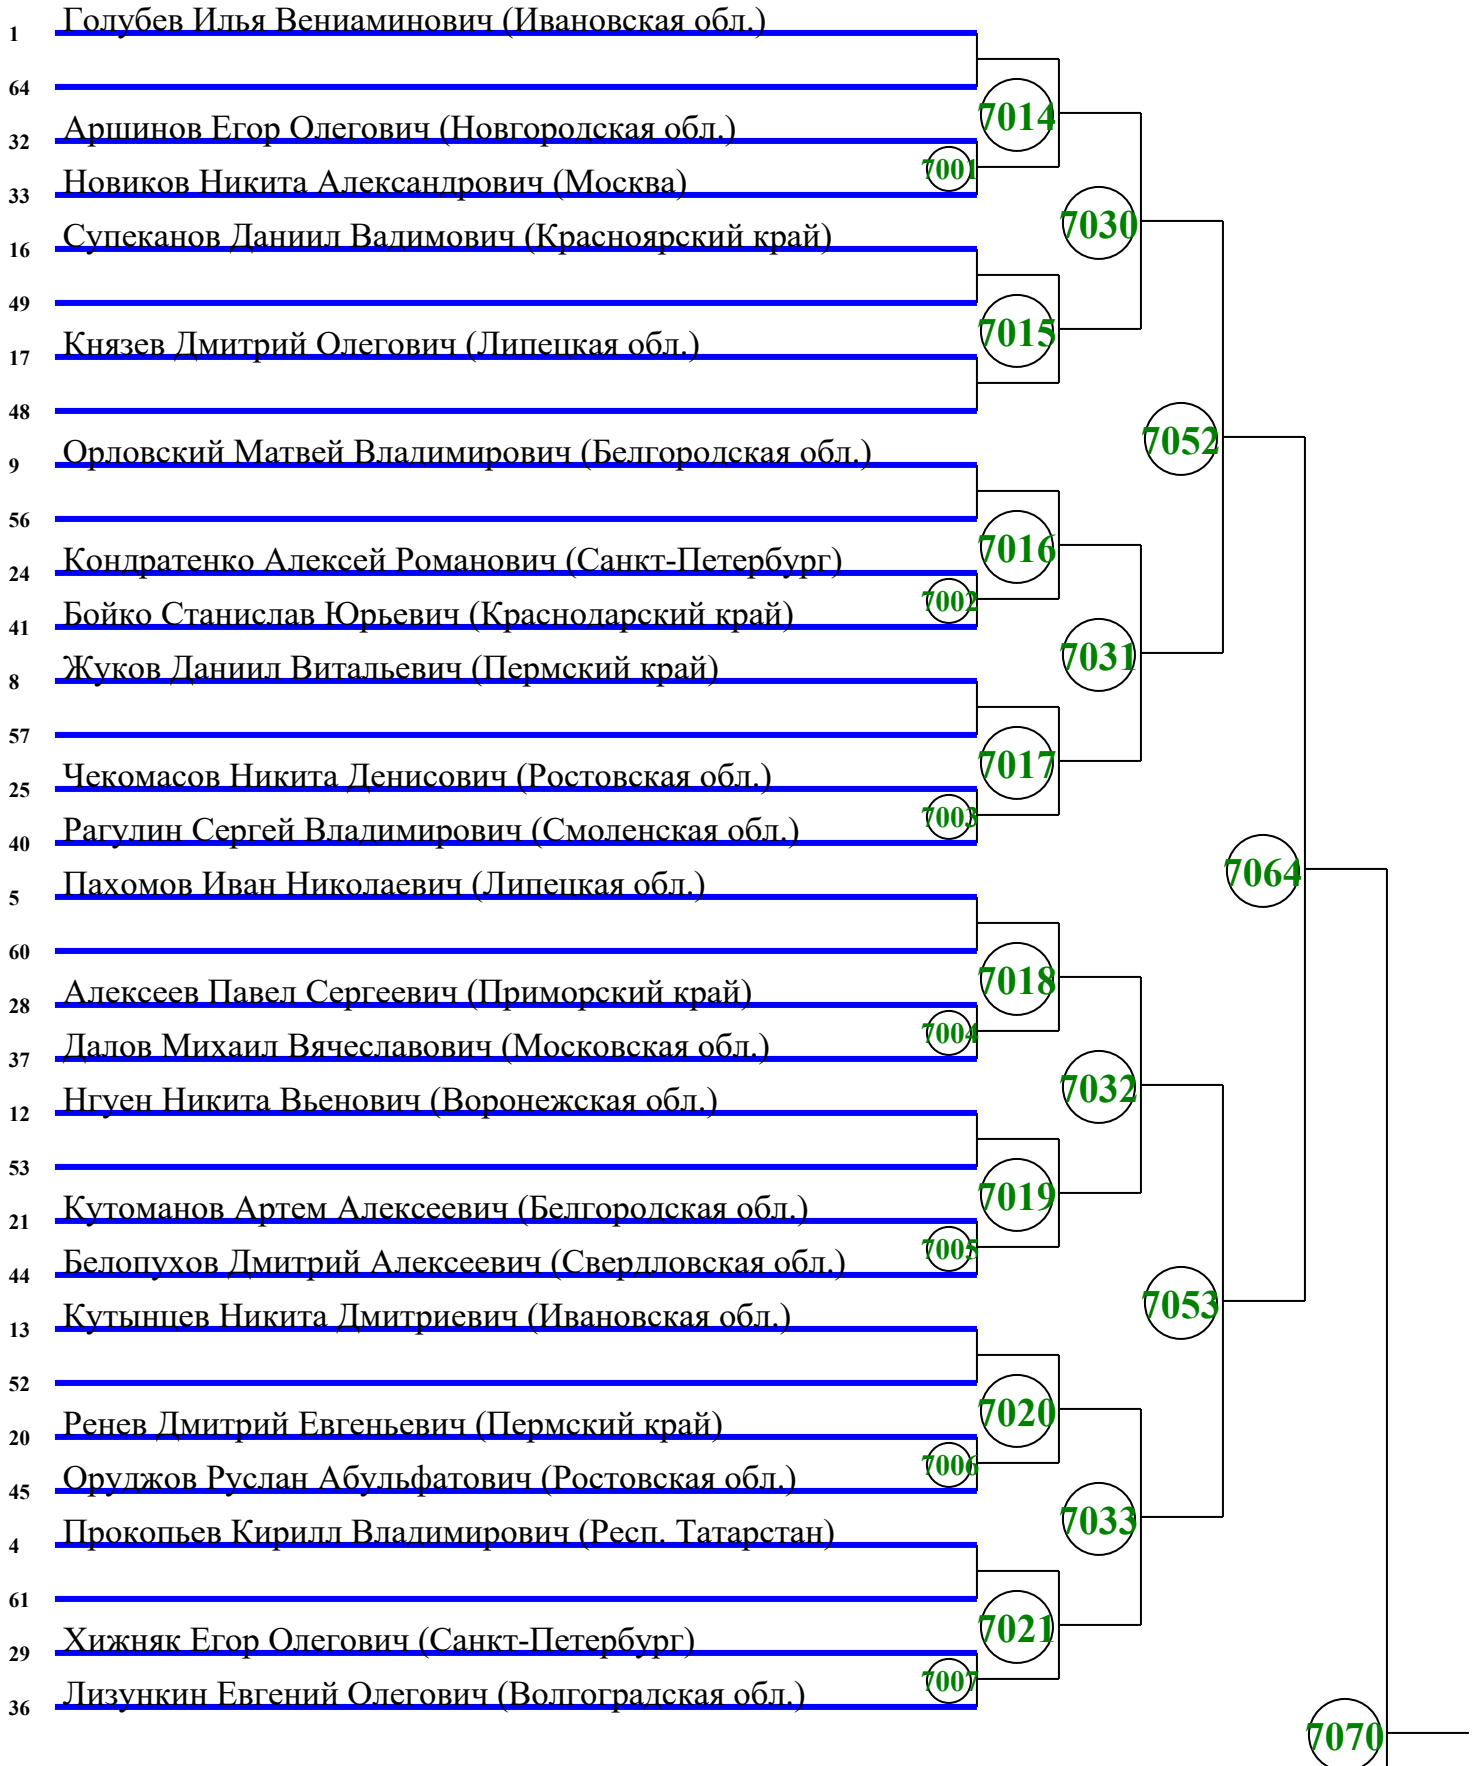 1 Голубев Илья Вениаминович (Ивановская обл.)
64
7014
32 Аршинов Егор Олегович (Новгородская обл.)
7001
33 Новиков Никита Александрович (Москва)
7030
16 Супеканов Даниил Вадимович (Красноярский край)
49
7015
17 Князев Дмитрий Олегович (Липецкая обл.)
48
7052
9 Орловский Матвей Владимирович (Белгородская обл.)
56
7016
24 Кондратенко Алексей Романович (Санкт-Петербург)
7002
41 Бойко Станислав Юрьевич (Краснодарский край)
7031
8 Жуков Даниил Витальевич (Пермский край)
57
7017
25 Чекомасов Никита Денисович (Ростовская обл.)
7003
40 Рагулин Сергей Владимирович (Смоленская обл.)
7064
5 Пахомов Иван Николаевич (Липецкая обл.)
60
7018
28 Алексеев Павел Сергеевич (Приморский край)
7004
37 Далов Михаил Вячеславович (Московская обл.)
7032
12 Нгуен Никита Вьенович (Воронежская обл.)
53
7019
21 Кутоманов Артем Алексеевич (Белгородская обл.)
7005
44 Белопухов Дмитрий Алексеевич (Свердловская обл.)
7053
13 Кутынцев Никита Дмитриевич (Ивановская обл.)
52
7020
20 Ренев Дмитрий Евгеньевич (Пермский край)
7006
45 Оруджов Руслан Абульфатович (Ростовская обл.)
7033
4 Прокопьев Кирилл Владимирович (Респ. Татарстан)
61
7021
29 Хижняк Егор Олегович (Санкт-Петербург)
7007
36 Лизункин Евгений Олегович (Волгоградская обл.)
7070